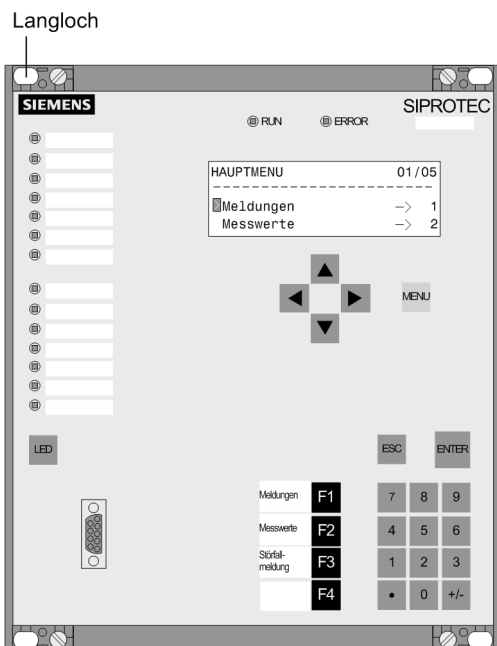 Langloch
SIEMENS
SIPROTEC
RUN
ERROR
HAUPTMENU 01/05
--------------------
Meldungen —> 1
Messwerte —> 2
MENU
LED
ESC
ENTER
Meldungen F1
7 8 9
Messwerte F2
4 5 6
Störfall-
meldung F3
1 2 3
F4
• 0 +/-